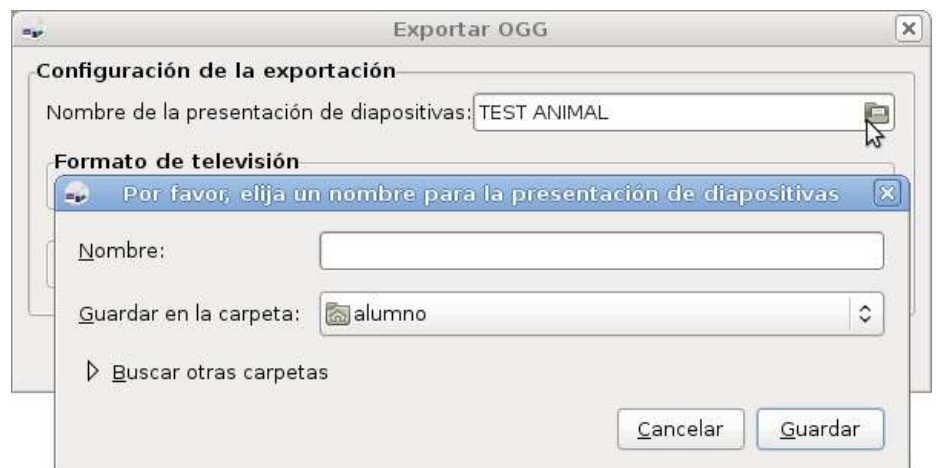 Exportar OGG
Configuración de la exportación
Nombre de la presentación de diapositivas: TEST ANIMAL
Formato de televisión
Por favor, elija un nombre para la presentación de diapositivas
Nombre:
Guardar en la carpeta: alumno
Buscar otras carpetas
Cancelar Guardar